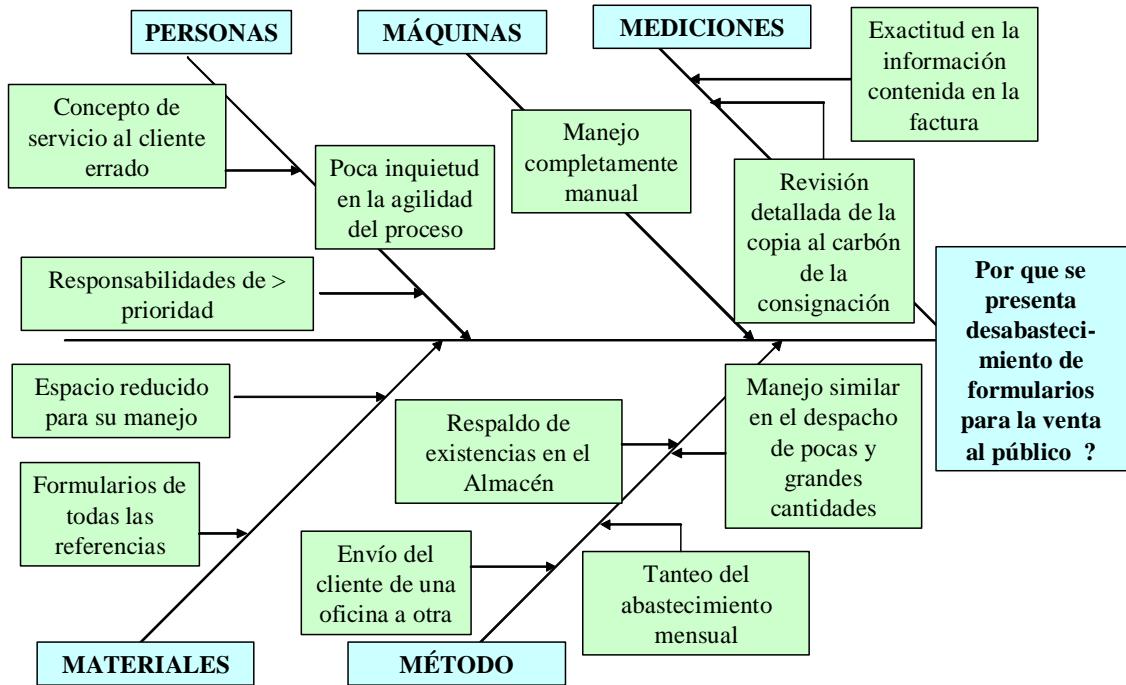 PERSONAS
MÁQUINAS
MEDICIONES
Exactitud en la
información
contenida en la
factura
Concepto de
servicio al cliente
errado
Poca inquietud
en la agilidad
del proceso
Manejo
completamente
manual
Revisión
detallada de la
copia al carbón
de la
consignación
Responsabilidades de >
prioridad
Por que se
presenta
desabasteci-
miento de
formularios
para la venta
al público ?
Espacio reducido
para su manejo
Respaldo de
existencias en el
Almacén
Manejo similar
en el despacho
de pocas y
grandes
cantidades
Formularios de
todas las
referencias
Envío del
cliente de una
oficina a otra
Tanteo del
abastecimiento
mensual
MATERIALES
MÉTODO